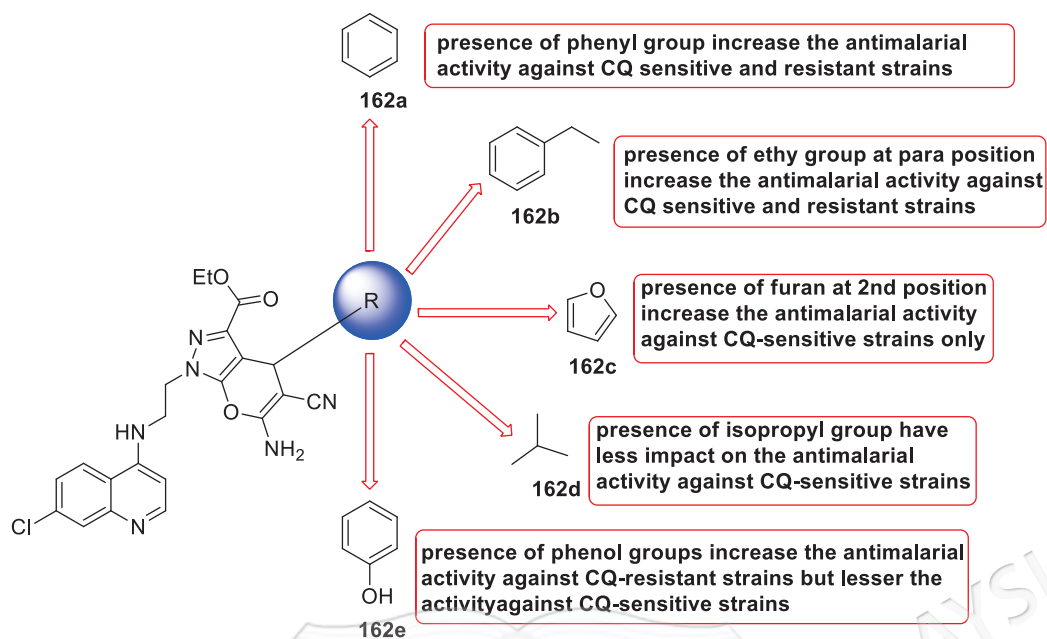 presence of phenyl group increase the antimalarial
activity against CQ sensitive and resistant strains
162a
presence of ethy group at para position
increase the antimalarial activity against
CQ sensitive and resistant strains
162b
EtO
O
R
N
N
O
CN
NH2
HN
Cl
N
O
presence of furan at 2nd position
increase the antimalarial activity
against CQ-sensitive strains only
162c
presence of isopropyl group have
less impact on the antimalarial
activity against CQ-sensitive strains
162d
presence of phenol groups increase the antimalarial
activity against CQ-resistant strains but lesser the
activityagainst CQ-sensitive strains
OH
162e